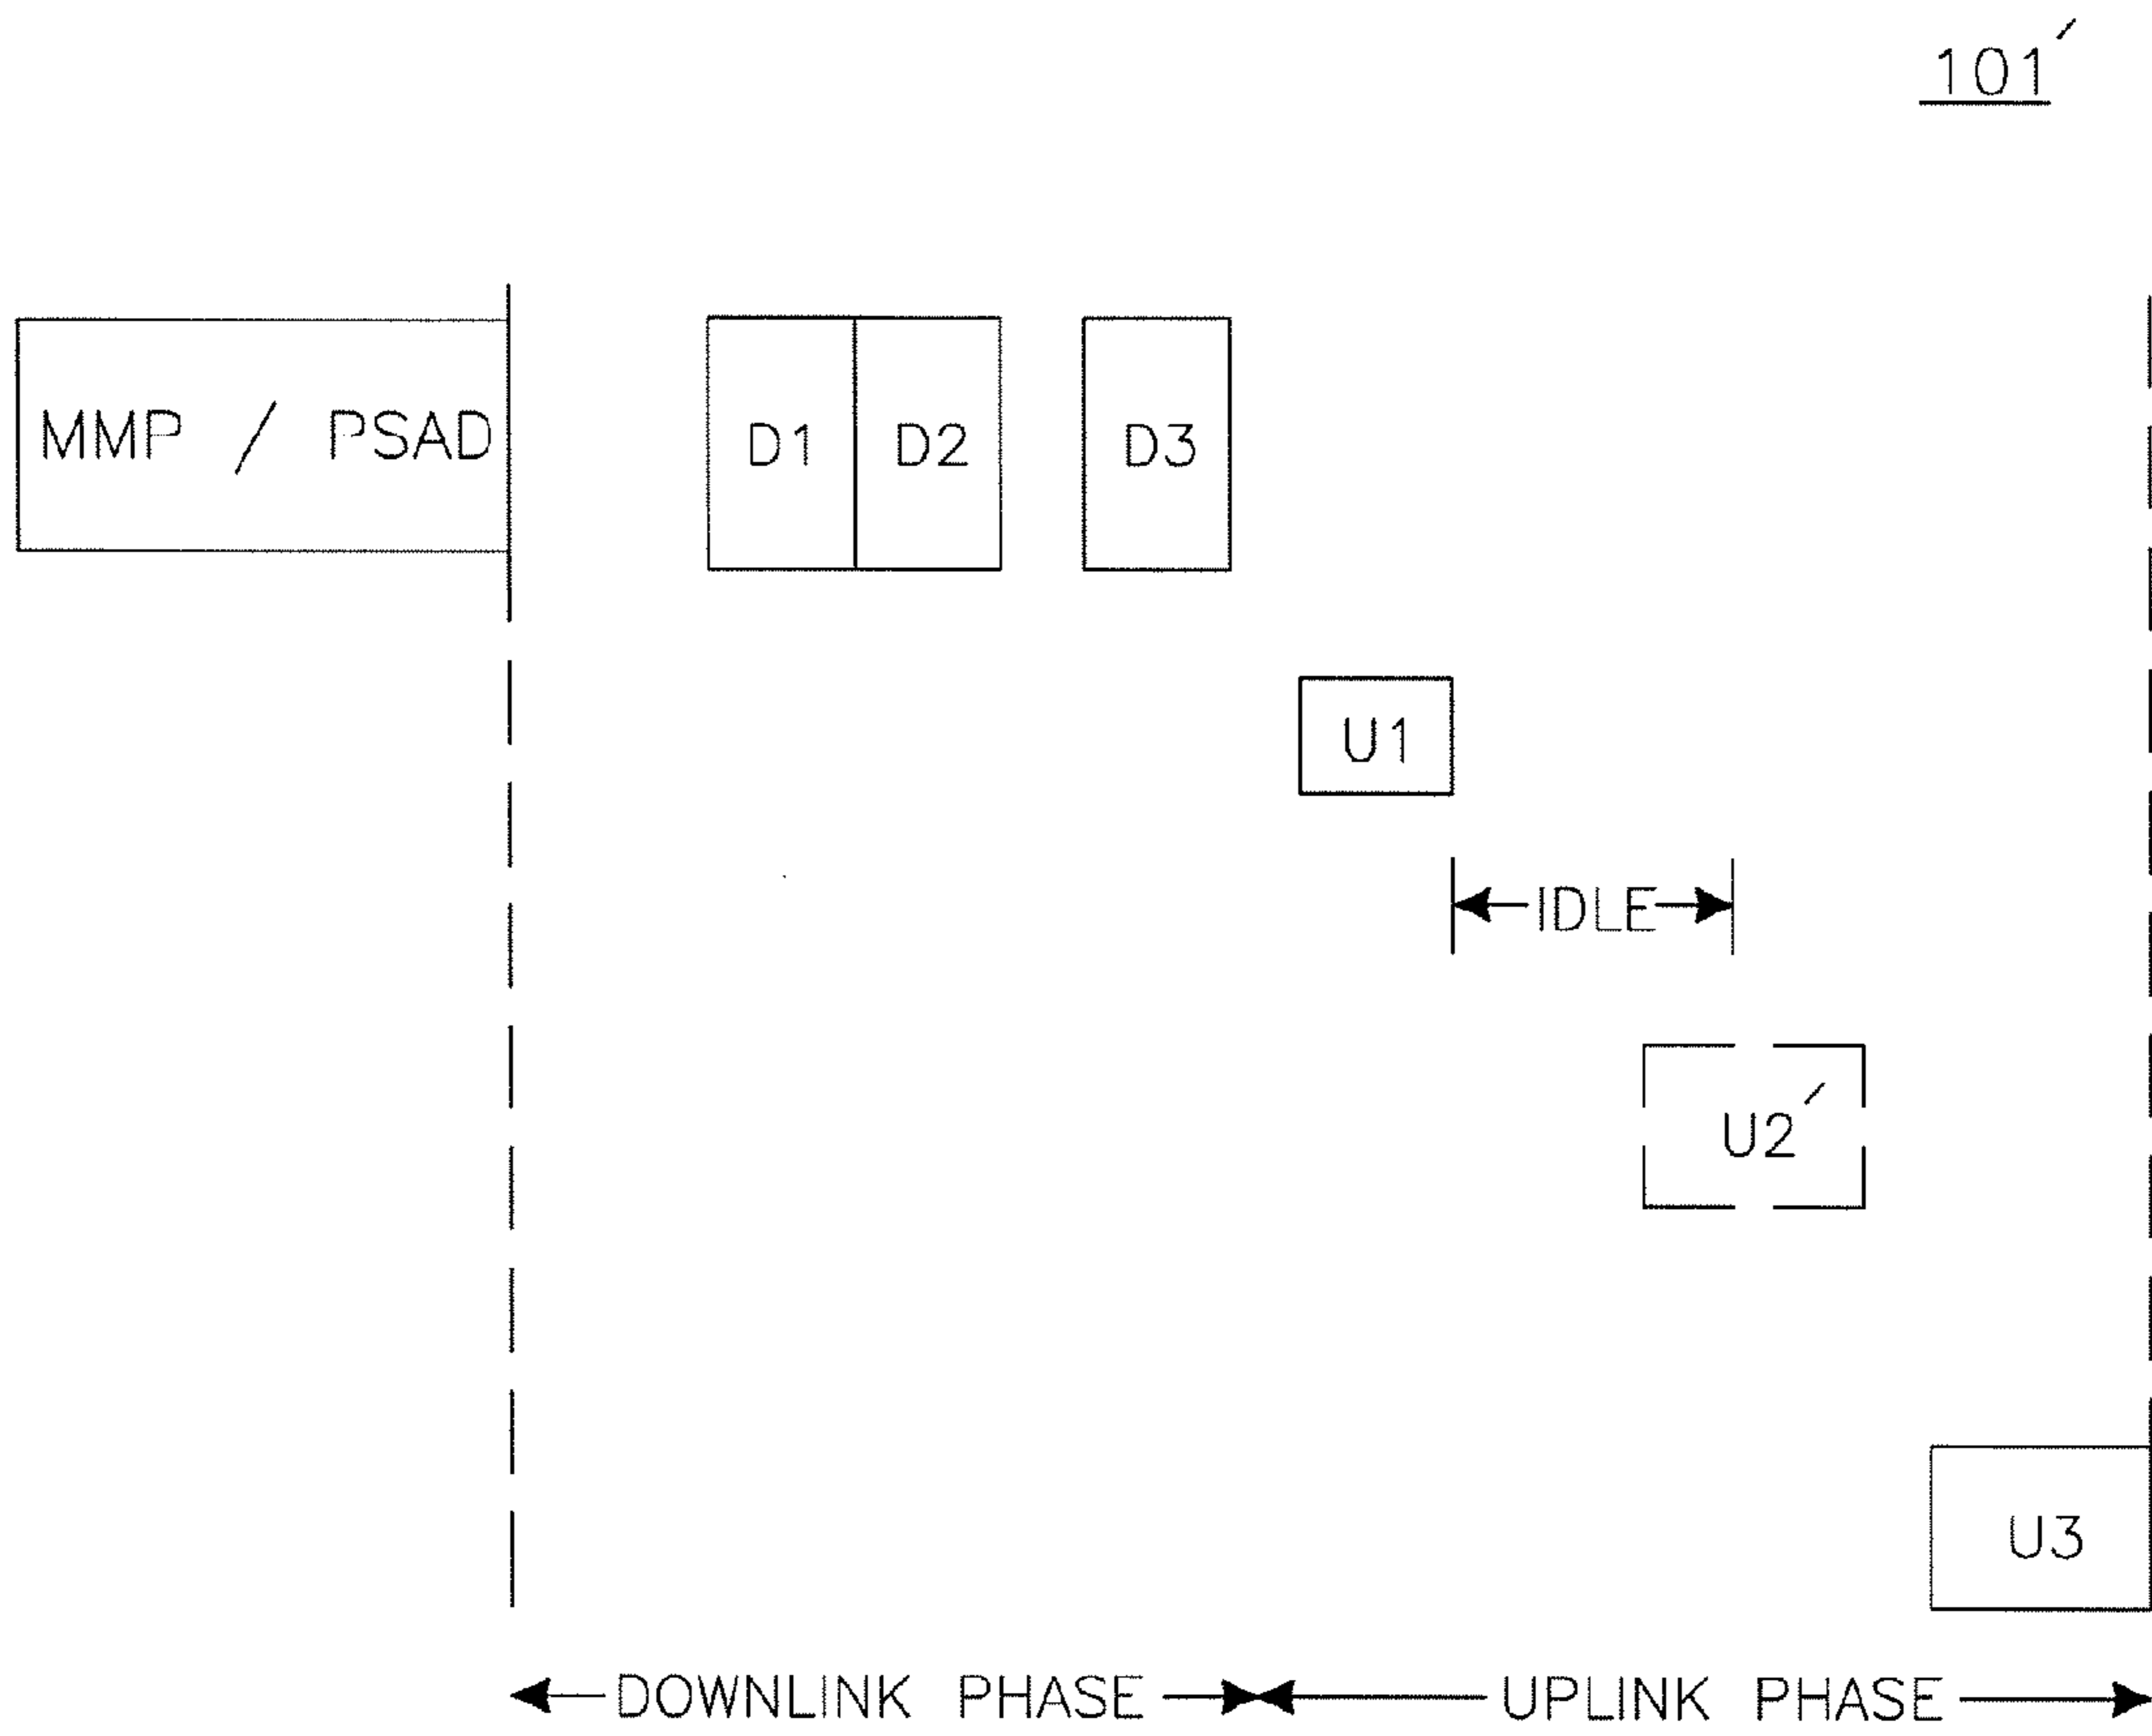 101′
MMP / PSAD
D1
D2
D3
U1
IDLE
U2′
U3
DOWNLINK PHASE
UPLINK PHASE